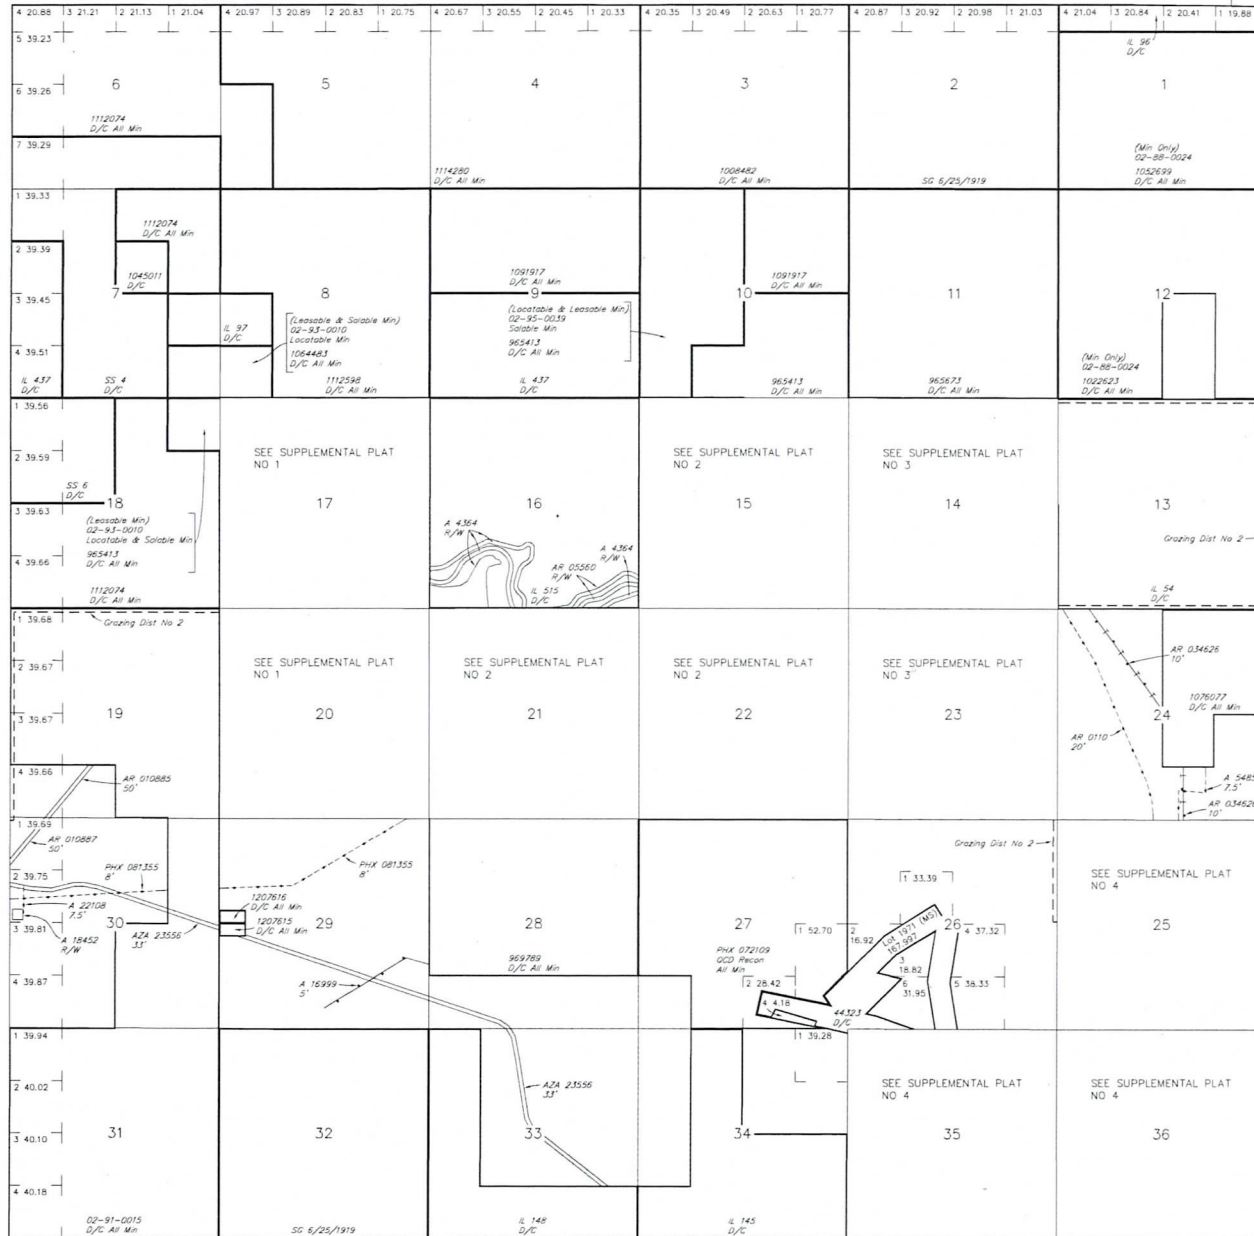 4 20.88 3 21.21 2 21.13 1 21.04 4 20.97 3 20.89 2 20.83 1 20.75 4 20.67 3 20.55 2 20.45 1 20.33 4 20.35 3 20.49 2 20.63 1 20.77 4 20.87 3 20.92 2 20.98 1 21.03 4 21.04 3 20.84 2 20.41 1 19.88
5 39.23
IL 96
D/C
6 39.26
6 5 4 3 2 1
1112074
D/C All Min
7 39.29
(Min Only)
02-88-0024
1114280
D/C All Min
1008482
D/C All Min
SG 6/25/1919
1052699
D/C All Min
1 39.33
1112074
D/C All Min
2 39.39
1045011
D/C
1091917
D/C All Min
1091917
D/C All Min
3 39.45
7 8 9 10 11 12
IL 97
D/C
(Leasable & Salable Min)
02-93-0010
Locatable Min
1064483
D/C All Min
(Locatable & Leasable Min)
02-95-0039
Salable Min
965413
D/C All Min
4 39.51
(Min Only)
02-88-0024
IL 437
D/C
SS 4
D/C
1112598
D/C All Min
IL 437
D/C
965413
D/C All Min
965673
D/C All Min
1022623
D/C All Min
1 39.56
2 39.59
SEE SUPPLEMENTAL PLAT
NO 1
SEE SUPPLEMENTAL PLAT
NO 2
SEE SUPPLEMENTAL PLAT
NO 3
SS 6
D/C
3 39.63
18 17 16 15 14 13
(Leasable Min)
02-93-0010
Locatable & Salable Min
965413
D/C All Min
A 4364
R/W
A 4364
R/W
AR 05560
R/W
Grazing Dist No 2
4 39.66
1112074
D/C All Min
IL 515
D/C
IL 54
D/C
1 39.68
Grazing Dist No 2
2 39.67
SEE SUPPLEMENTAL PLAT
NO 1
SEE SUPPLEMENTAL PLAT
NO 2
SEE SUPPLEMENTAL PLAT
NO 2
SEE SUPPLEMENTAL PLAT
NO 3
AR 034626
10'
1076077
D/C All Min
3 39.67
19 20 21 22 23 24
AR 0110
20'
4 39.66
AR 010885
50'
A 5485
7.5'
AR 034626
10'
1 39.69
AR 010887
50'
PHX 081355
8'
PHX 081355
8'
Grazing Dist No 2
2 39.75
1 33.39
SEE SUPPLEMENTAL PLAT
NO 4
A 22108
7.5'
1207616
D/C All Min
1207615
D/C All Min
3 39.81
30 29 28 27 26 25
A 18452
R/W
AZA 23556
33'
1 52.70
2
16.92
Lot 1971 (MS)
167.997
4 37.32
PHX 072109
QCD Recon
All Min
969789
D/C All Min
4 39.87
A 16999
5'
2 28.42
3
18.82
6
31.95
5 38.33
4 4.18
44323
D/C
1 39.94
1 39.28
2 40.02
AZA 23556
33'
SEE SUPPLEMENTAL PLAT
NO 4
SEE SUPPLEMENTAL PLAT
NO 4
3 40.10
31 32 33 34 35 36
4 40.18
02-91-0015
D/C All Min
SG 6/25/1919
IL 148
D/C
IL 145
D/C